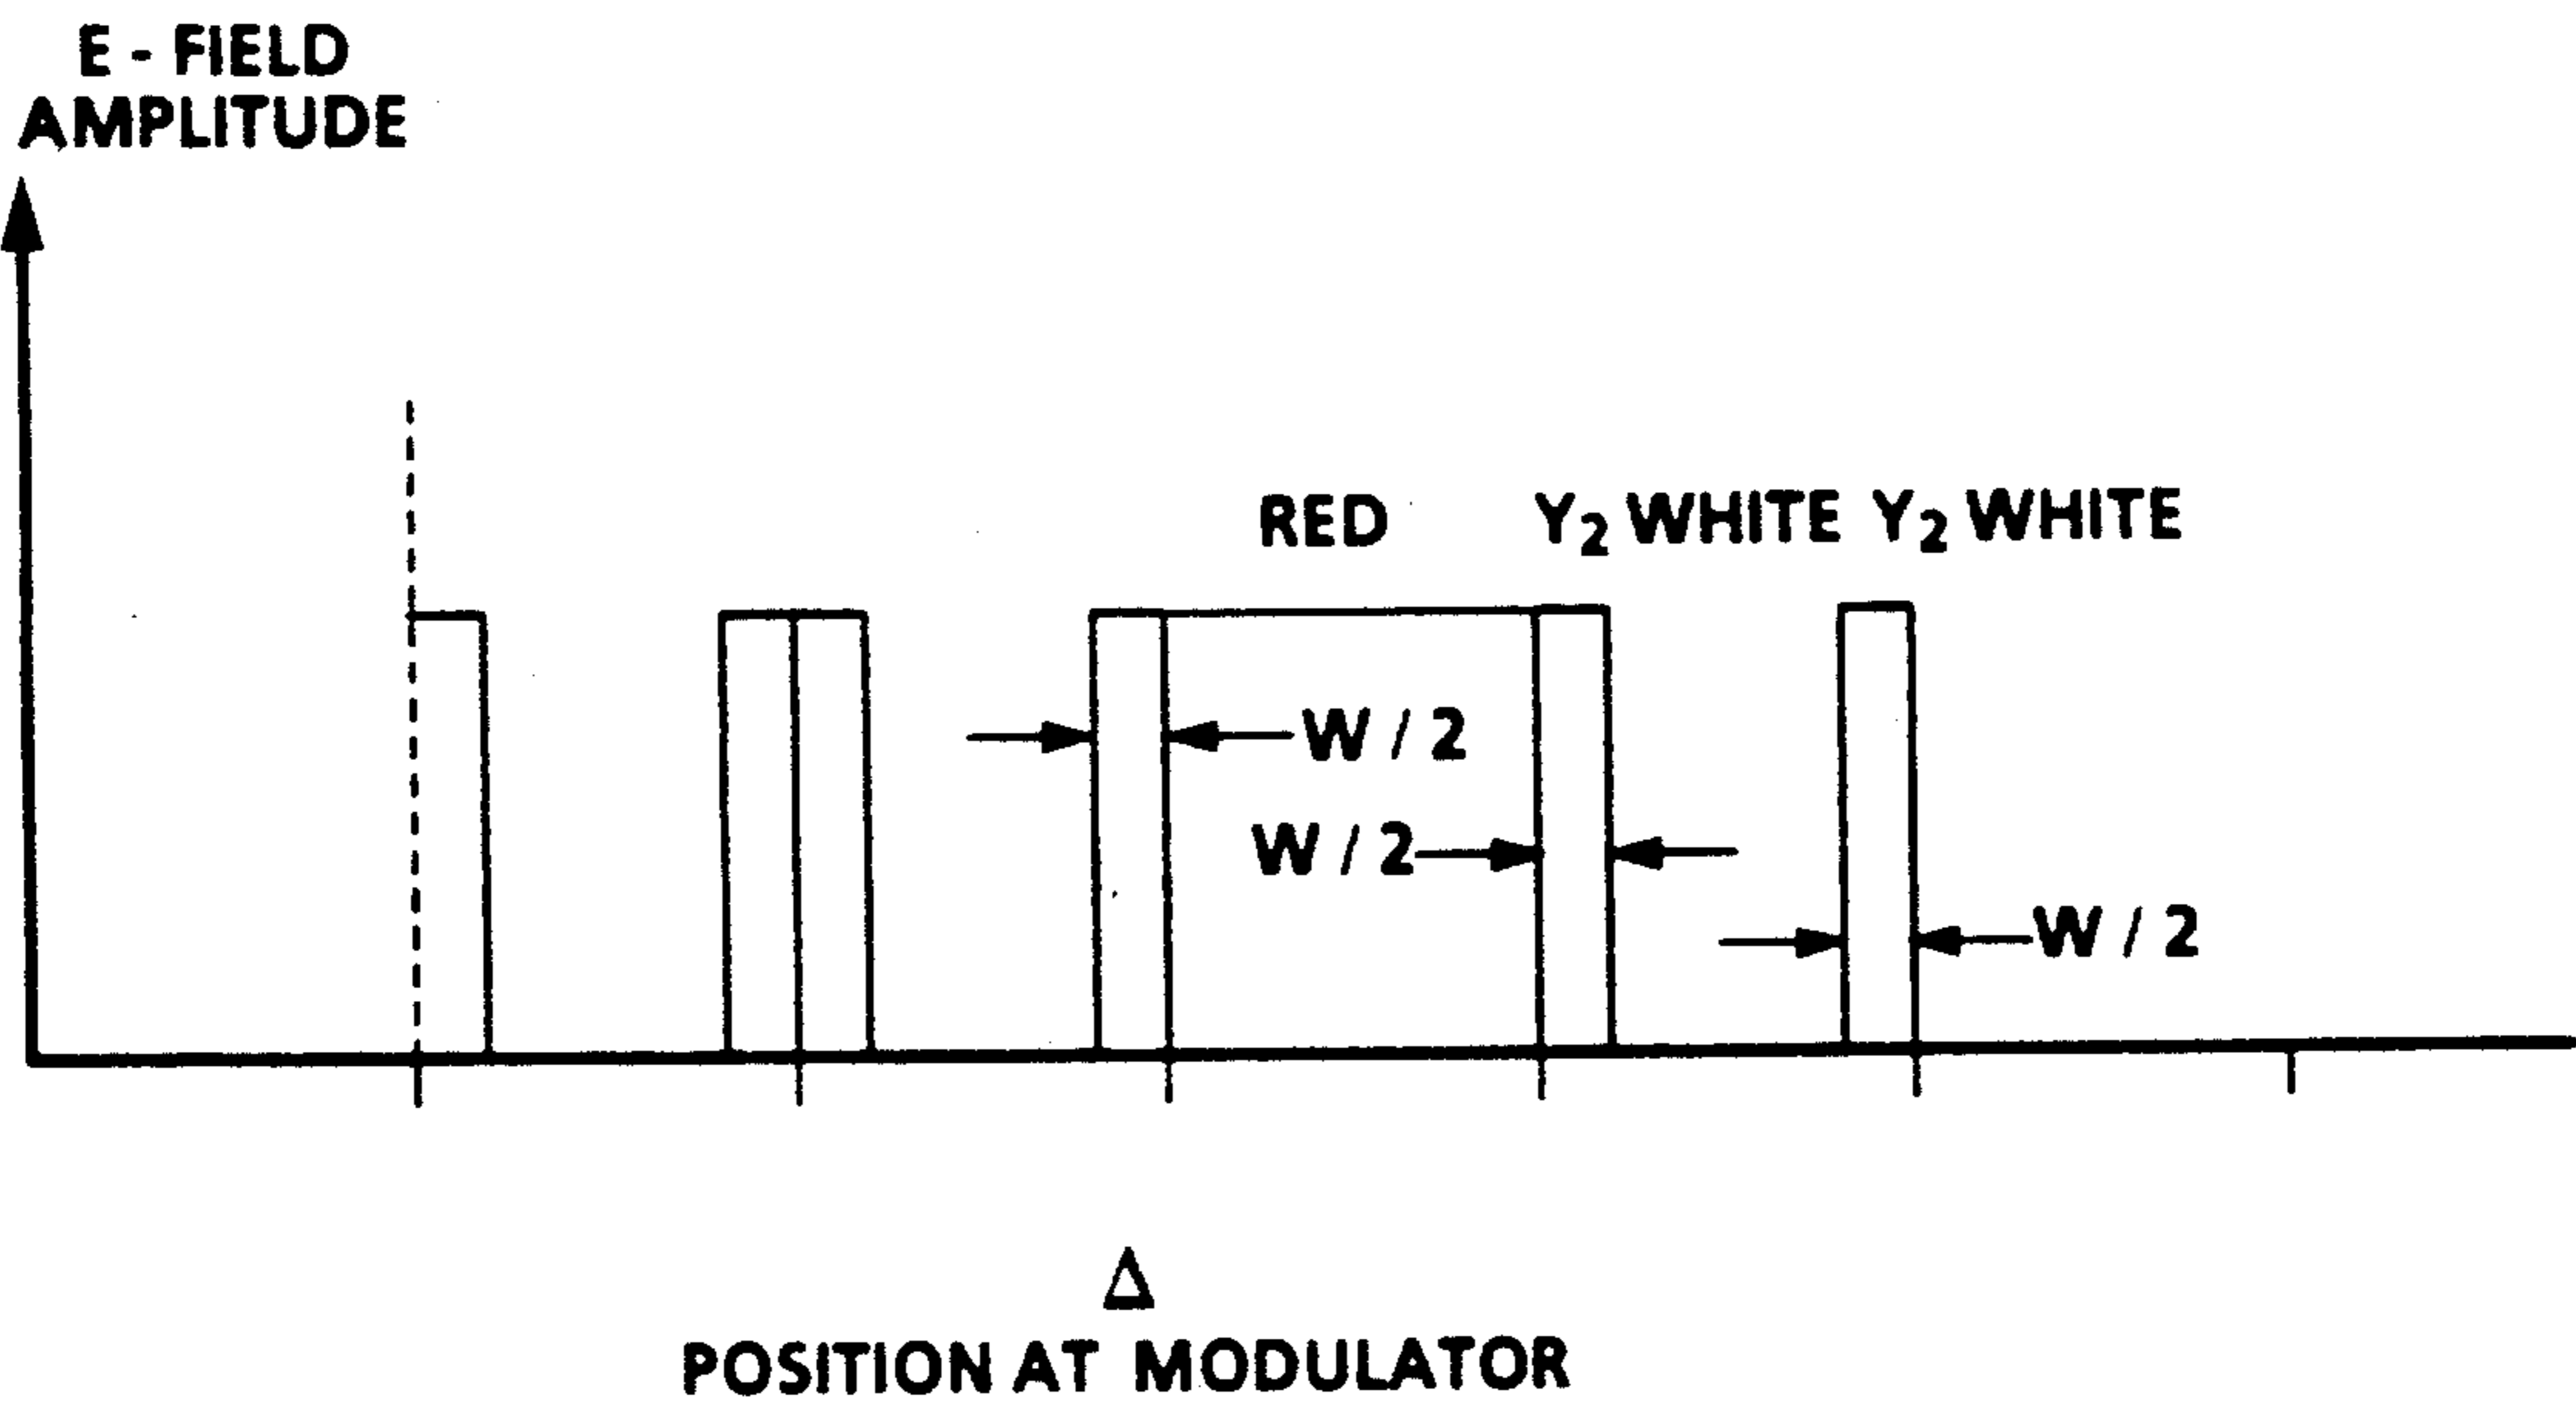 E - FIELD
AMPLITUDE
RED Y₂ WHITE Y₂ WHITE
W / 2
W / 2
W / 2
Δ
POSITION AT MODULATOR